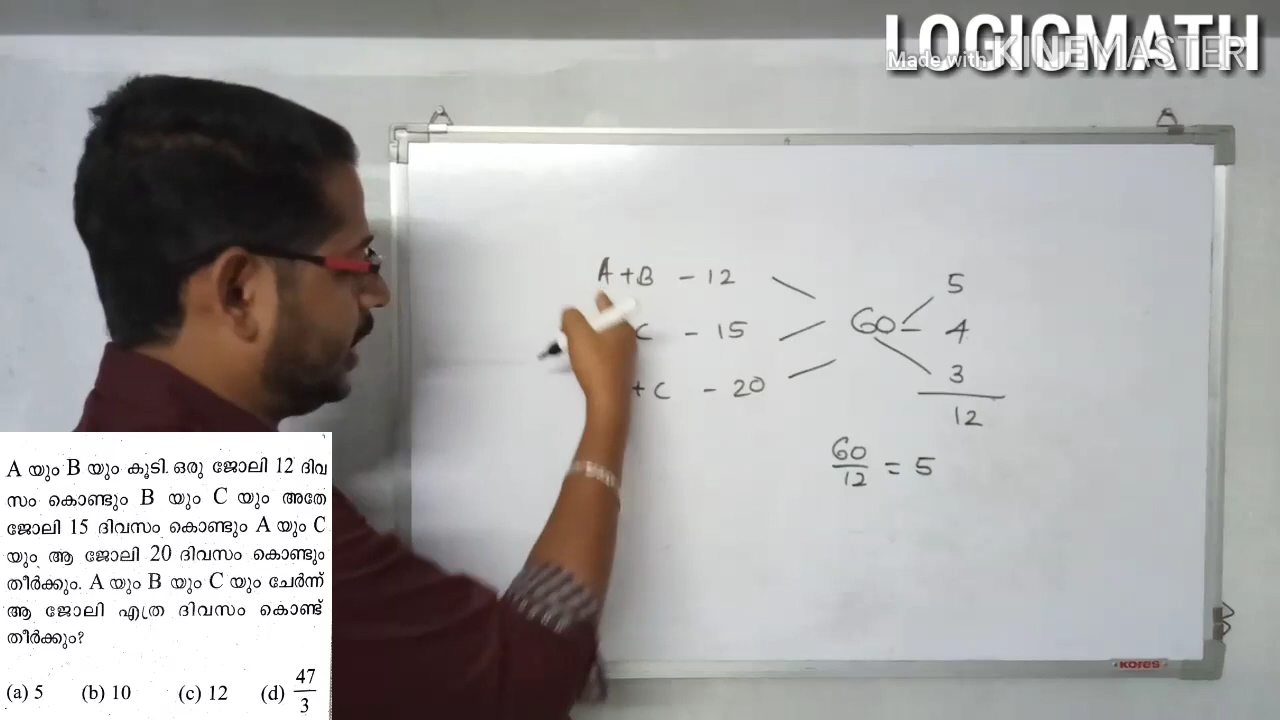 LOGICMATH
Made with KINEMASTER
A + B - 12
C - 15
+ C - 20
60
5
4
3
12
60
12
= 5
KORES
A യും B യും കൂടി. ഒരു ജോലി 12 ദിവ
സം കൊണ്ടും B യും C യും അതേ
ജോലി 15 ദിവസം കൊണ്ടും A യും C
യും ആ ജോലി 20 ദിവസം കൊണ്ടും
തീർക്കും. A യും B യും C യും ചേർന്ന്
ആ ജോലി എത്ര ദിവസം കൊണ്ട്
തീർക്കും?
(a) 5 (b) 10 (c) 12 (d) 47/3